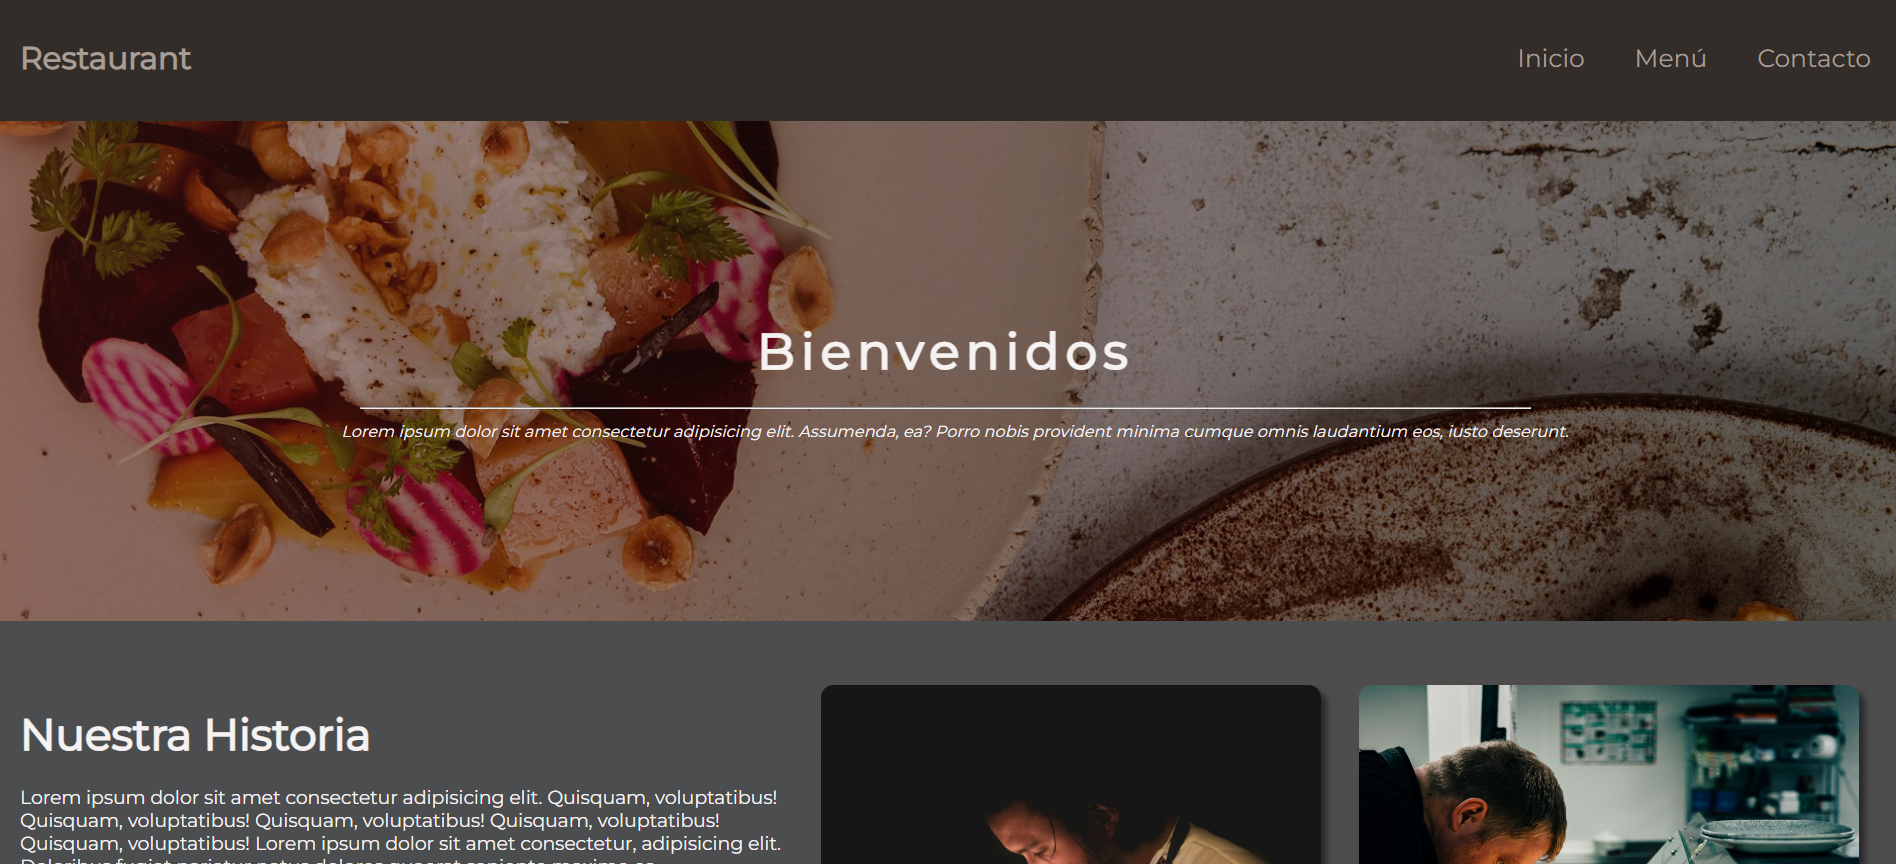 Restaurant
Inicio
Menú
Contacto
Bienvenidos
Lorem ipsum dolor sit amet consectetur adipisicing elit. Assumenda, ea? Porro nobis provident minima cumque omnis laudantium eos, iusto deserunt.
Nuestra Historia
Lorem ipsum dolor sit amet consectetur adipisicing elit. Quisquam, voluptatibus!
Quisquam, voluptatibus! Quisquam, voluptatibus! Quisquam, voluptatibus!
Quisquam, voluptatibus! Lorem ipsum dolor sit amet consectetur, adipisicing elit.